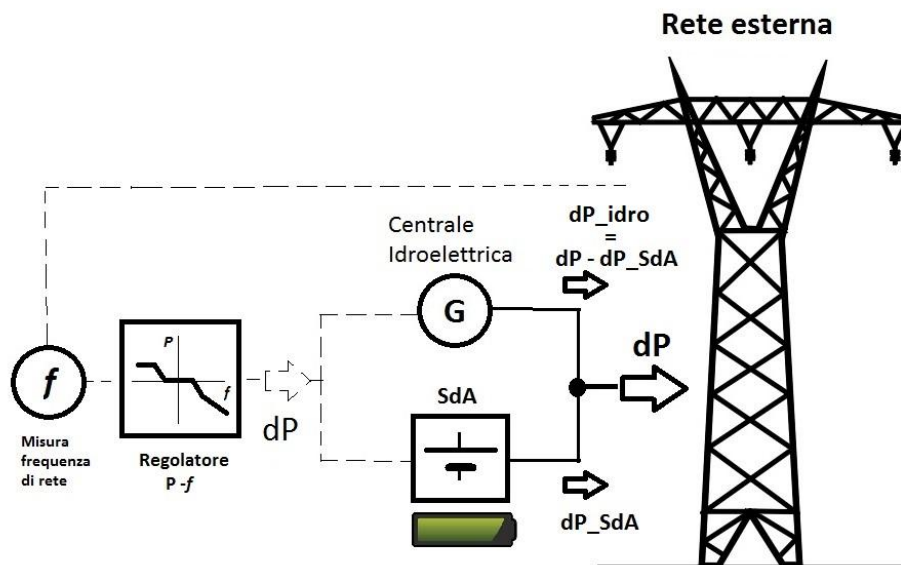 Rete esterna
dP_idro
=
dP - dP_SdA
Centrale
Idroelettrica
G
dP
P
f
f
dP
SdA
Misura
frequenza
di rete
Regolatore
P -f
dP_SdA